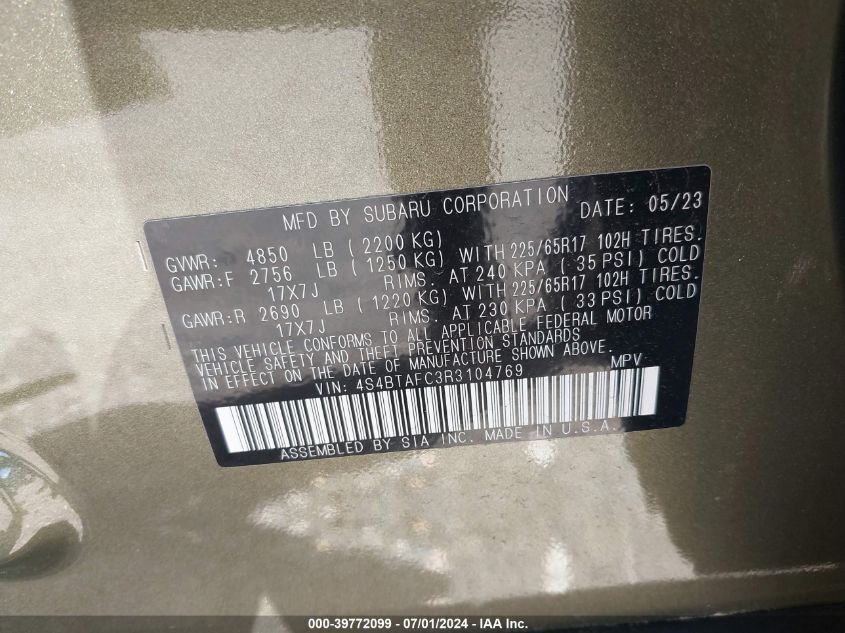 MFD BY SUBARU CORPORATION DATE: 05/23
GVWR: 4850 LB (2200 KG)
GAWR:F 2756 LB (1250 KG) WITH 225/65R17 102H TIRES.
17X7J RIMS. AT 240 KPA (35 PSI) COLD
GAWR:R 2690 LB (1220 KG) WITH 225/65R17 102H TIRES.
17X7J RIMS. AT 230 KPA (33 PSI) COLD
THIS VEHICLE CONFORMS TO ALL APPLICABLE FEDERAL MOTOR
VEHICLE SAFETY AND THEFT PREVENTION STANDARDS
IN EFFECT ON THE DATE OF MANUFACTURE SHOWN ABOVE.
VIN: 4S4BTAFC3R3104769 MPV
ASSEMBLED BY SIA INC. MADE IN U.S.A.
000-39772099 / 07/01/2024 - IAA Inc.